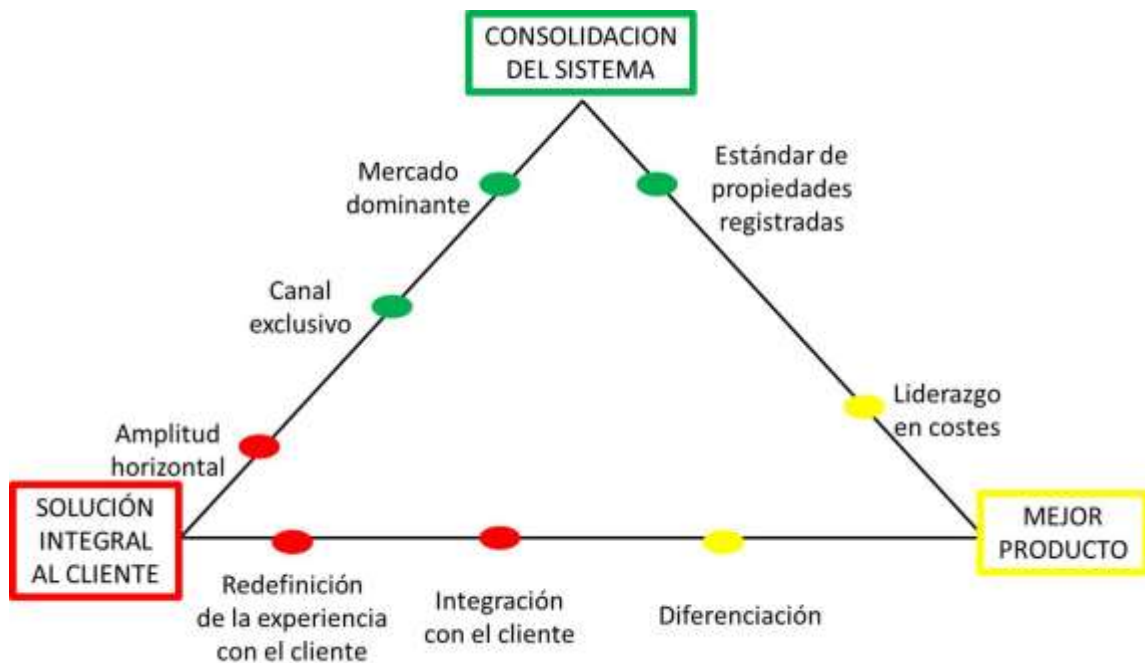 CONSOLIDACION
DEL SISTEMA
Mercado
dominante
Estándar de
propiedades
registradas
Canal
exclusivo
Liderazgo
en costes
Amplitud
horizontal
SOLUCIÓN
INTEGRAL
AL CLIENTE
MEJOR
PRODUCTO
Redefinición
de la experiencia
con el cliente
Integración
con el cliente
Diferenciación